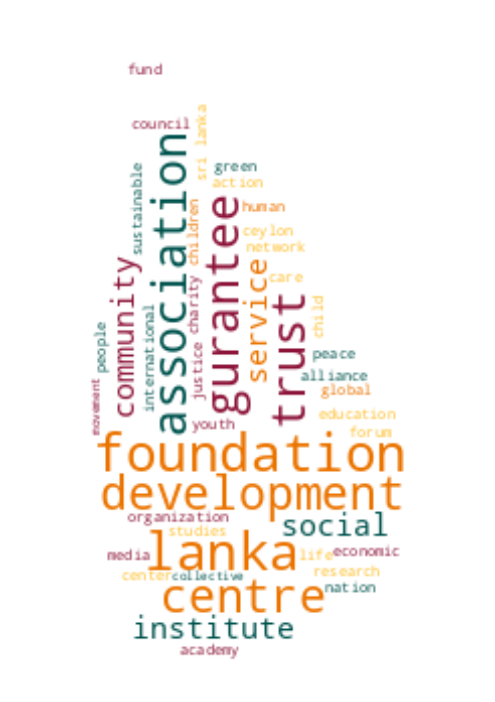 fund
council
sri lanka
association
sustainable
green
action
children
gurantee
human
ceylon
network
community
service
care
charity
international
trust
child
people
justice
peace
alliance
movement
global
youth
education
forum
foundation
development
organization
social
studies
lanka
media
life
economic
center
collective
research
centre
nation
institute
academy